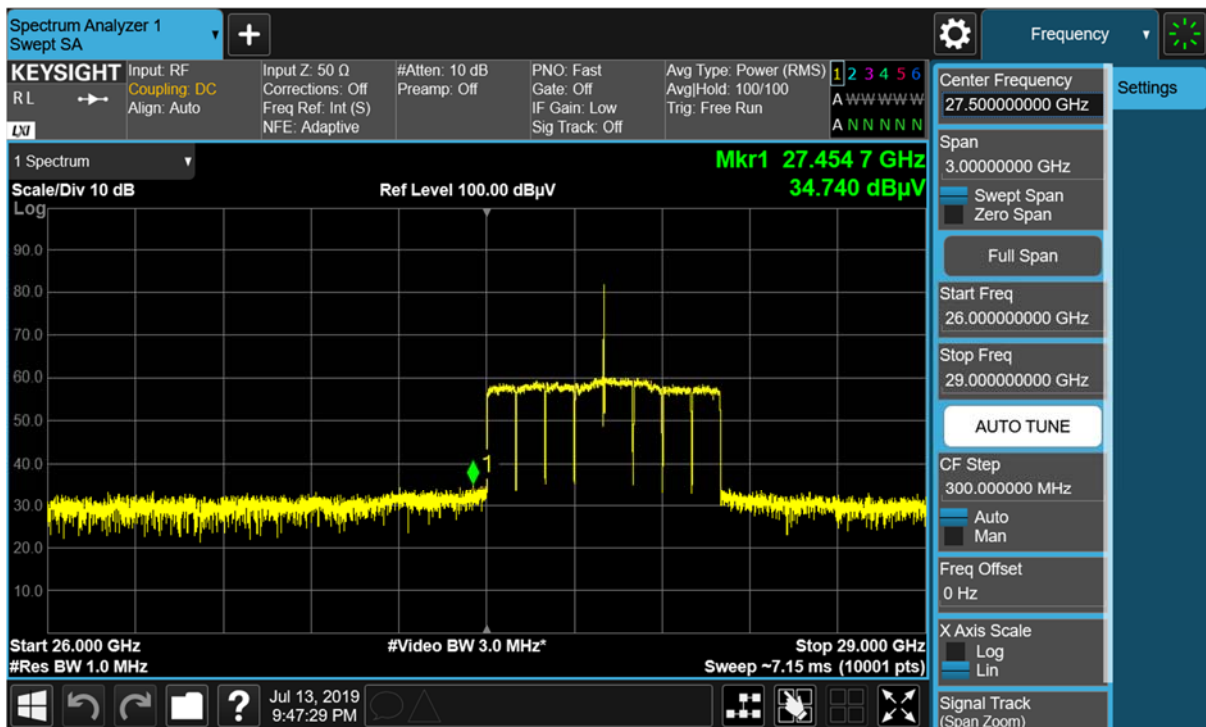 Spectrum Analyzer 1
Swept SA
Frequency
KEYSIGHT
R L
LXI
Input: RF
Coupling: DC
Align: Auto
Input Z: 50 Ω
Corrections: Off
Freq Ref: Int (S)
NFE: Adaptive
#Atten: 10 dB
Preamp: Off
PNO: Fast
Gate: Off
IF Gain: Low
Sig Track: Off
Avg Type: Power (RMS)
Avg|Hold: 100/100
Trig: Free Run
1 2 3 4 5 6
A W W W W W
A N N N N N
1 Spectrum
Scale/Div 10 dB
Log
Ref Level 100.00 dBµV
Mkr1 27.454 7 GHz
34.740 dBµV
90.0
80.0
70.0
60.0
50.0
40.0
30.0
20.0
10.0
1
Start 26.000 GHz
#Res BW 1.0 MHz
#Video BW 3.0 MHz*
Stop 29.000 GHz
Sweep ~7.15 ms (10001 pts)
Center Frequency
27.500000000 GHz
Span
3.00000000 GHz
Swept Span
Zero Span
Full Span
Start Freq
26.000000000 GHz
Stop Freq
29.000000000 GHz
AUTO TUNE
CF Step
300.000000 MHz
Auto
Man
Freq Offset
0 Hz
X Axis Scale
Log
Lin
Signal Track
(Span Zoom)
Settings
?
Jul 13, 2019
9:47:29 PM